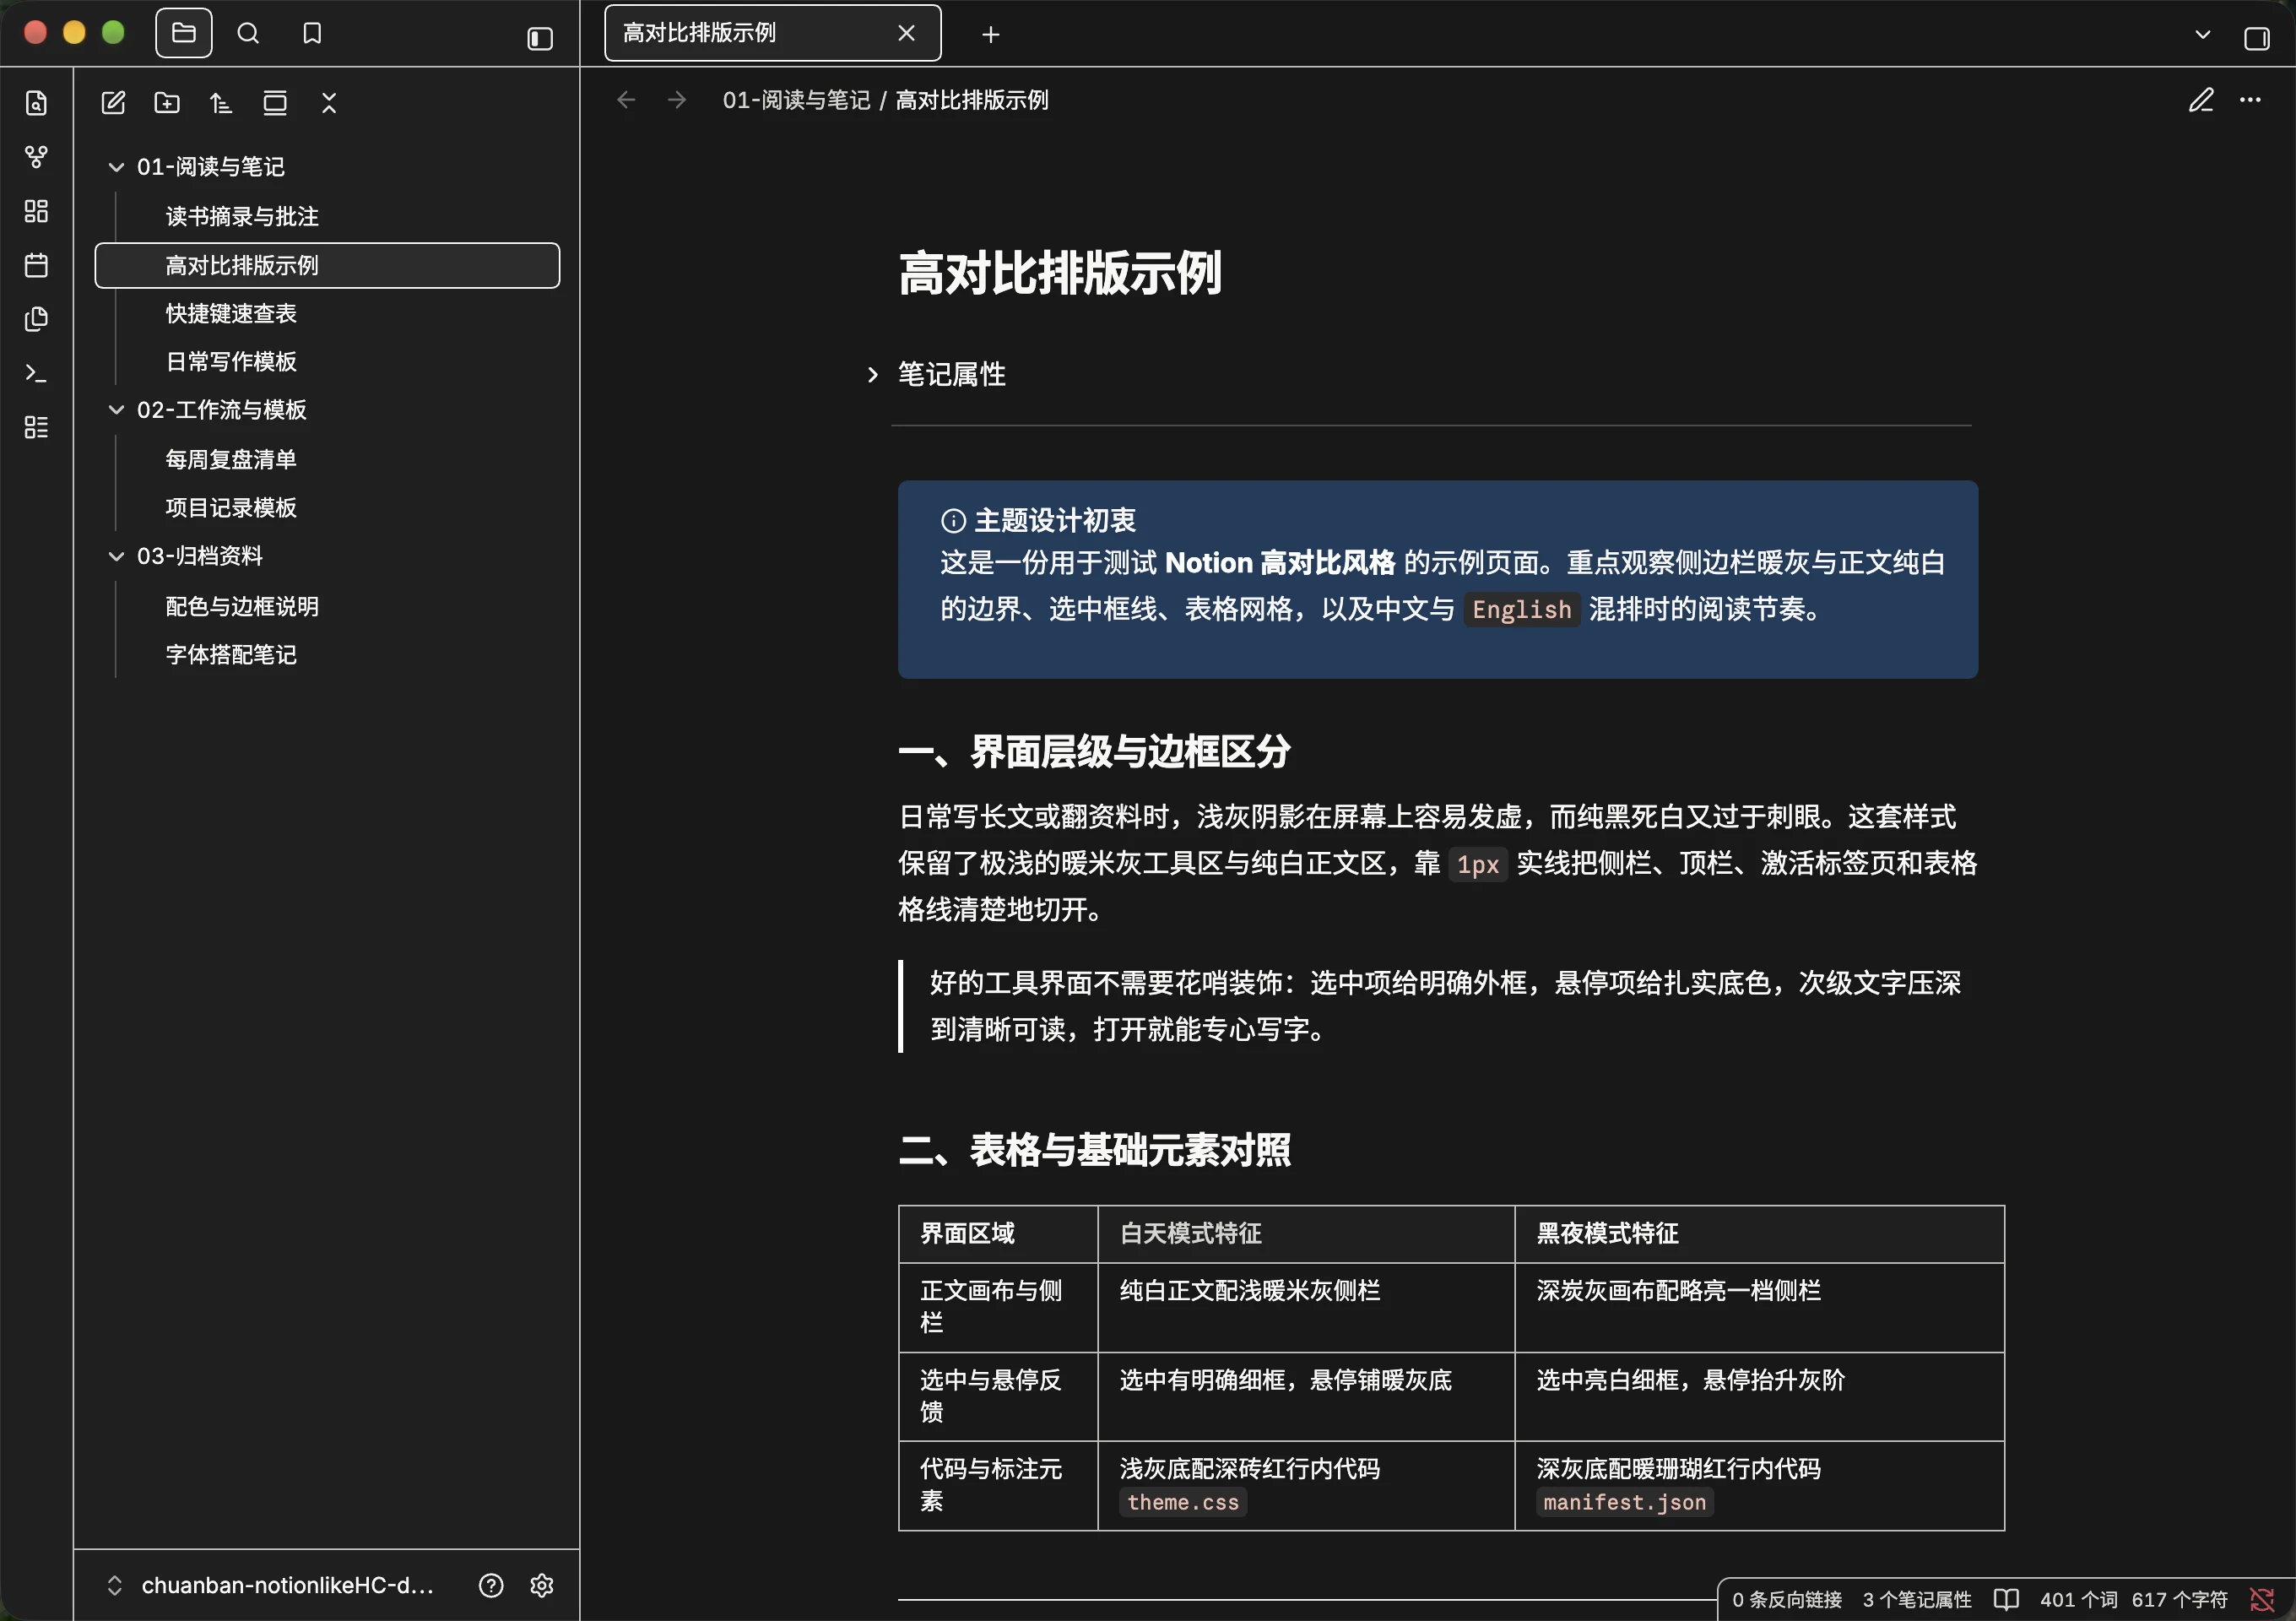 高对比排版示例
01-阅读与笔记 / 高对比排版示例
01-阅读与笔记
读书摘录与批注
高对比排版示例
快捷键速查表
日常写作模板
02-工作流与模板
每周复盘清单
项目记录模板
03-归档资料
配色与边框说明
字体搭配笔记
chuanban-notionlikeHC-d...
高对比排版示例
笔记属性
主题设计初衷
这是一份用于测试 Notion 高对比风格 的示例页面。重点观察侧边栏暖灰与正文纯白
的边界、选中框线、表格网格，以及中文与 English 混排时的阅读节奏。
一、界面层级与边框区分
日常写长文或翻资料时，浅灰阴影在屏幕上容易发虚，而纯黑死白又过于刺眼。这套样式
保留了极浅的暖米灰工具区与纯白正文区，靠 1px 实线把侧栏、顶栏、激活标签页和表格
格线清楚地切开。
好的工具界面不需要花哨装饰：选中项给明确外框，悬停项给扎实底色，次级文字压深
到清晰可读，打开就能专心写字。
二、表格与基础元素对照
界面区域 白天模式特征 黑夜模式特征
正文画布与侧
栏
纯白正文配浅暖米灰侧栏
深炭灰画布配略亮一档侧栏
选中与悬停反
馈
选中有明确细框，悬停铺暖灰底
选中亮白细框，悬停抬升灰阶
代码与标注元
素
浅灰底配深砖红行内代码
theme.css
深灰底配暖珊瑚红行内代码
manifest.json
0 条反向链接 3 个笔记属性 401 个词 617 个字符